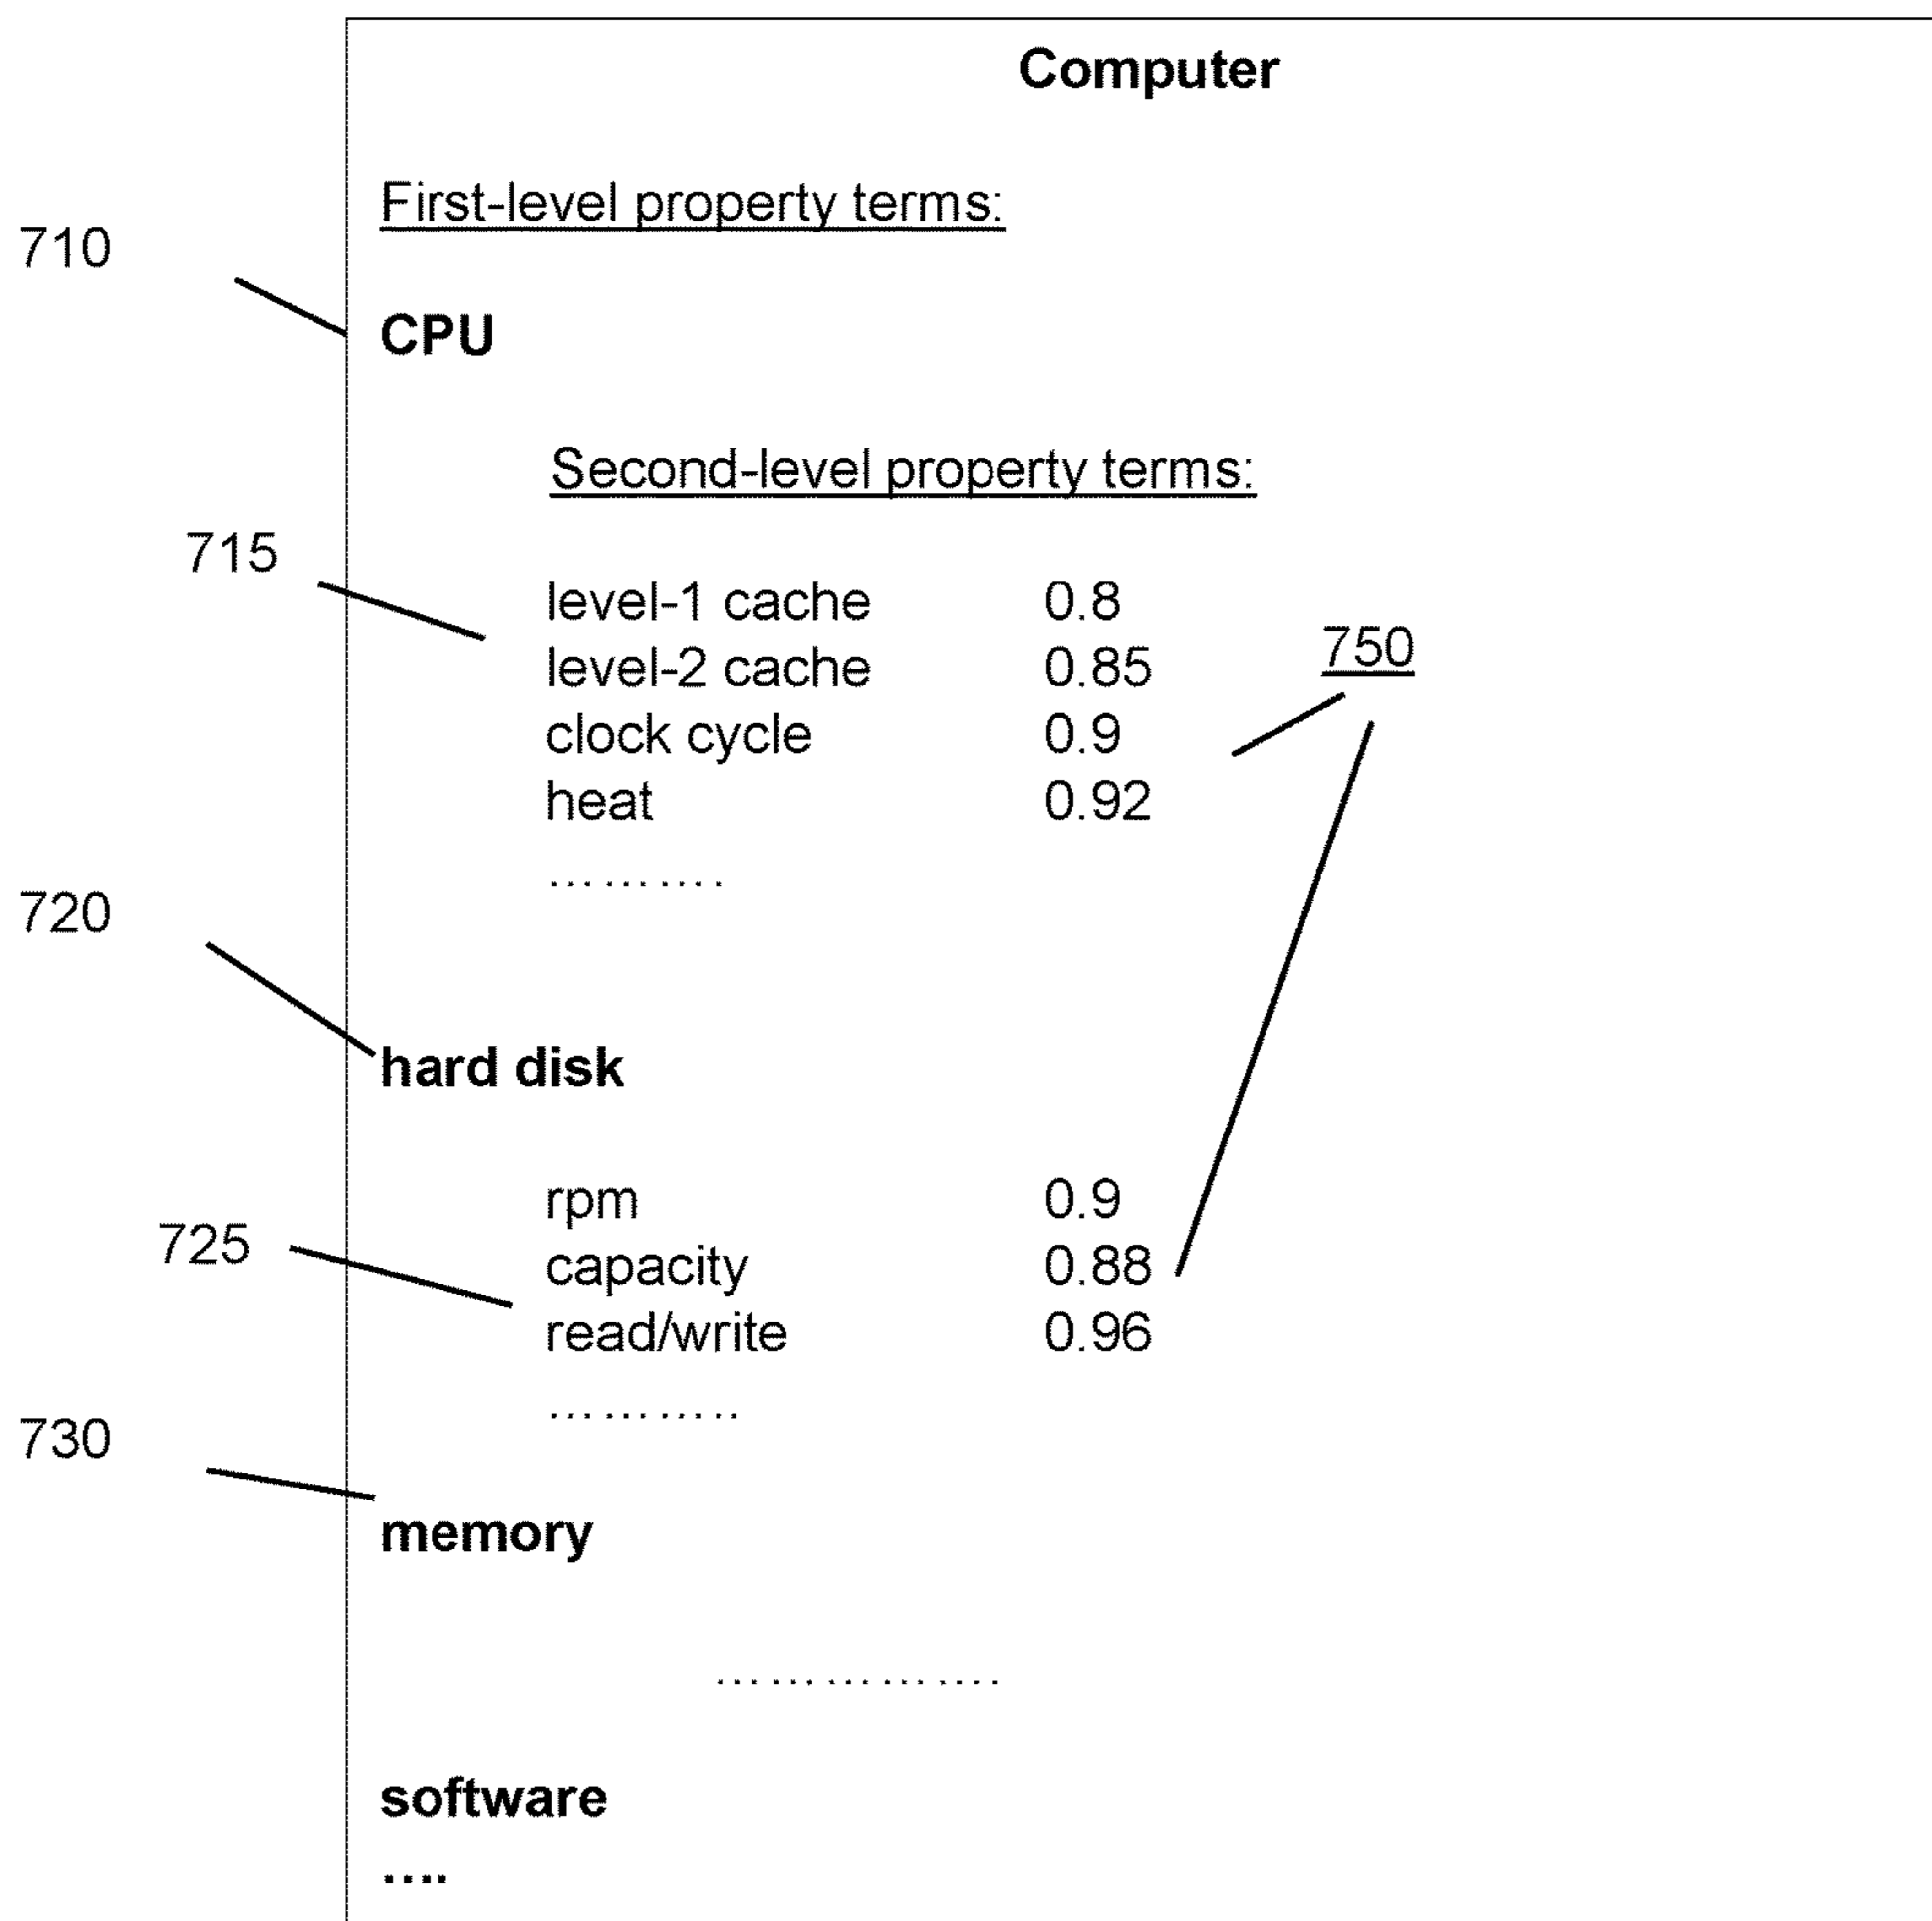 Computer
First-level property terms:
710
CPU
Second-level property terms:
715
level-1 cache 0.8
750
level-2 cache 0.85
clock cycle 0.9
heat 0.92
..........
720
hard disk
rpm 0.9
725
capacity 0.88
read/write 0.96
...........
730
memory
................
software
....